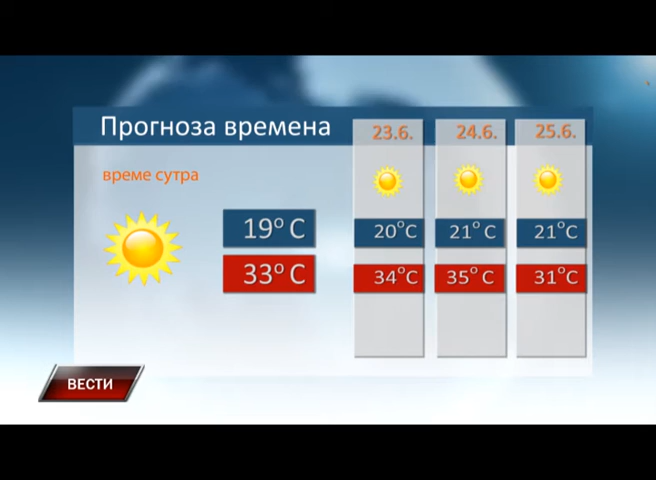 Прогноза времена
време сутра
19° C
33° C
23.6.
20°C
34°C
24.6.
21°C
35°C
25.6.
21°C
31°C
ВЕСТИ